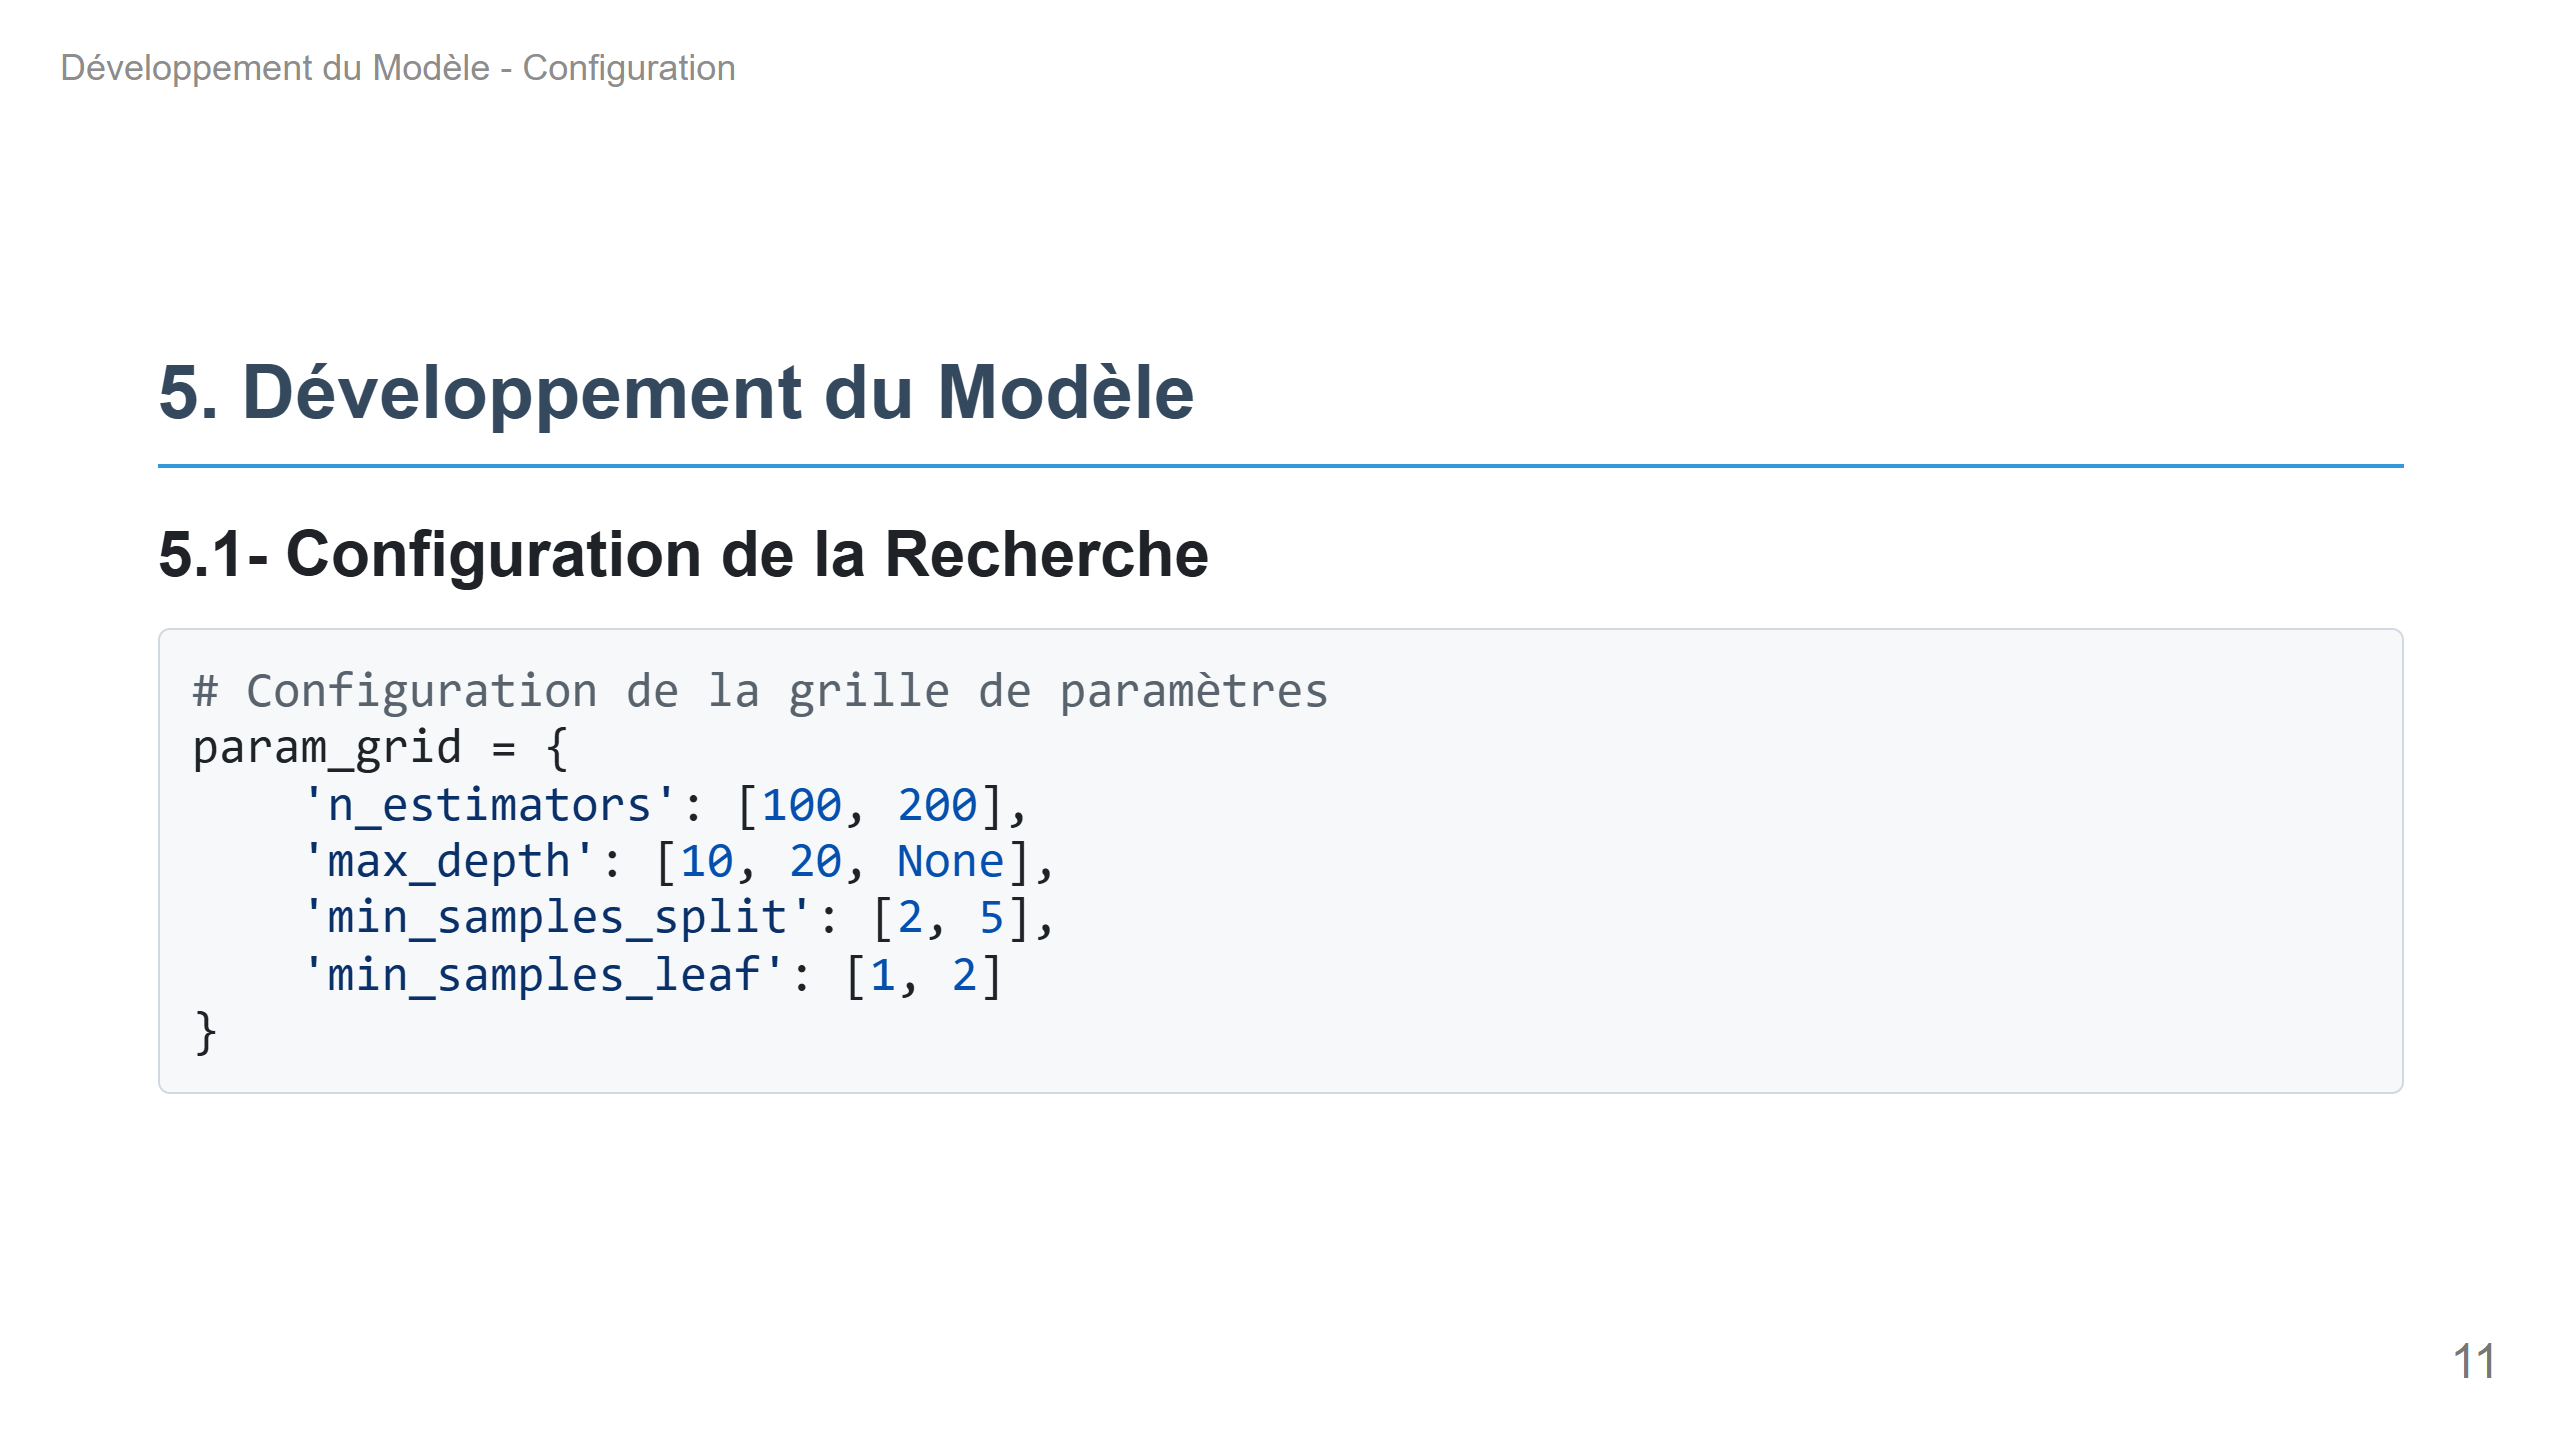 Développement du Modèle - Configuration
5. Développement du Modèle
5.1- Configuration de la Recherche
# Configuration de la grille de paramètres
param_grid = {
    'n_estimators': [100, 200],
    'max_depth': [10, 20, None],
    'min_samples_split': [2, 5],
    'min_samples_leaf': [1, 2]
}
11